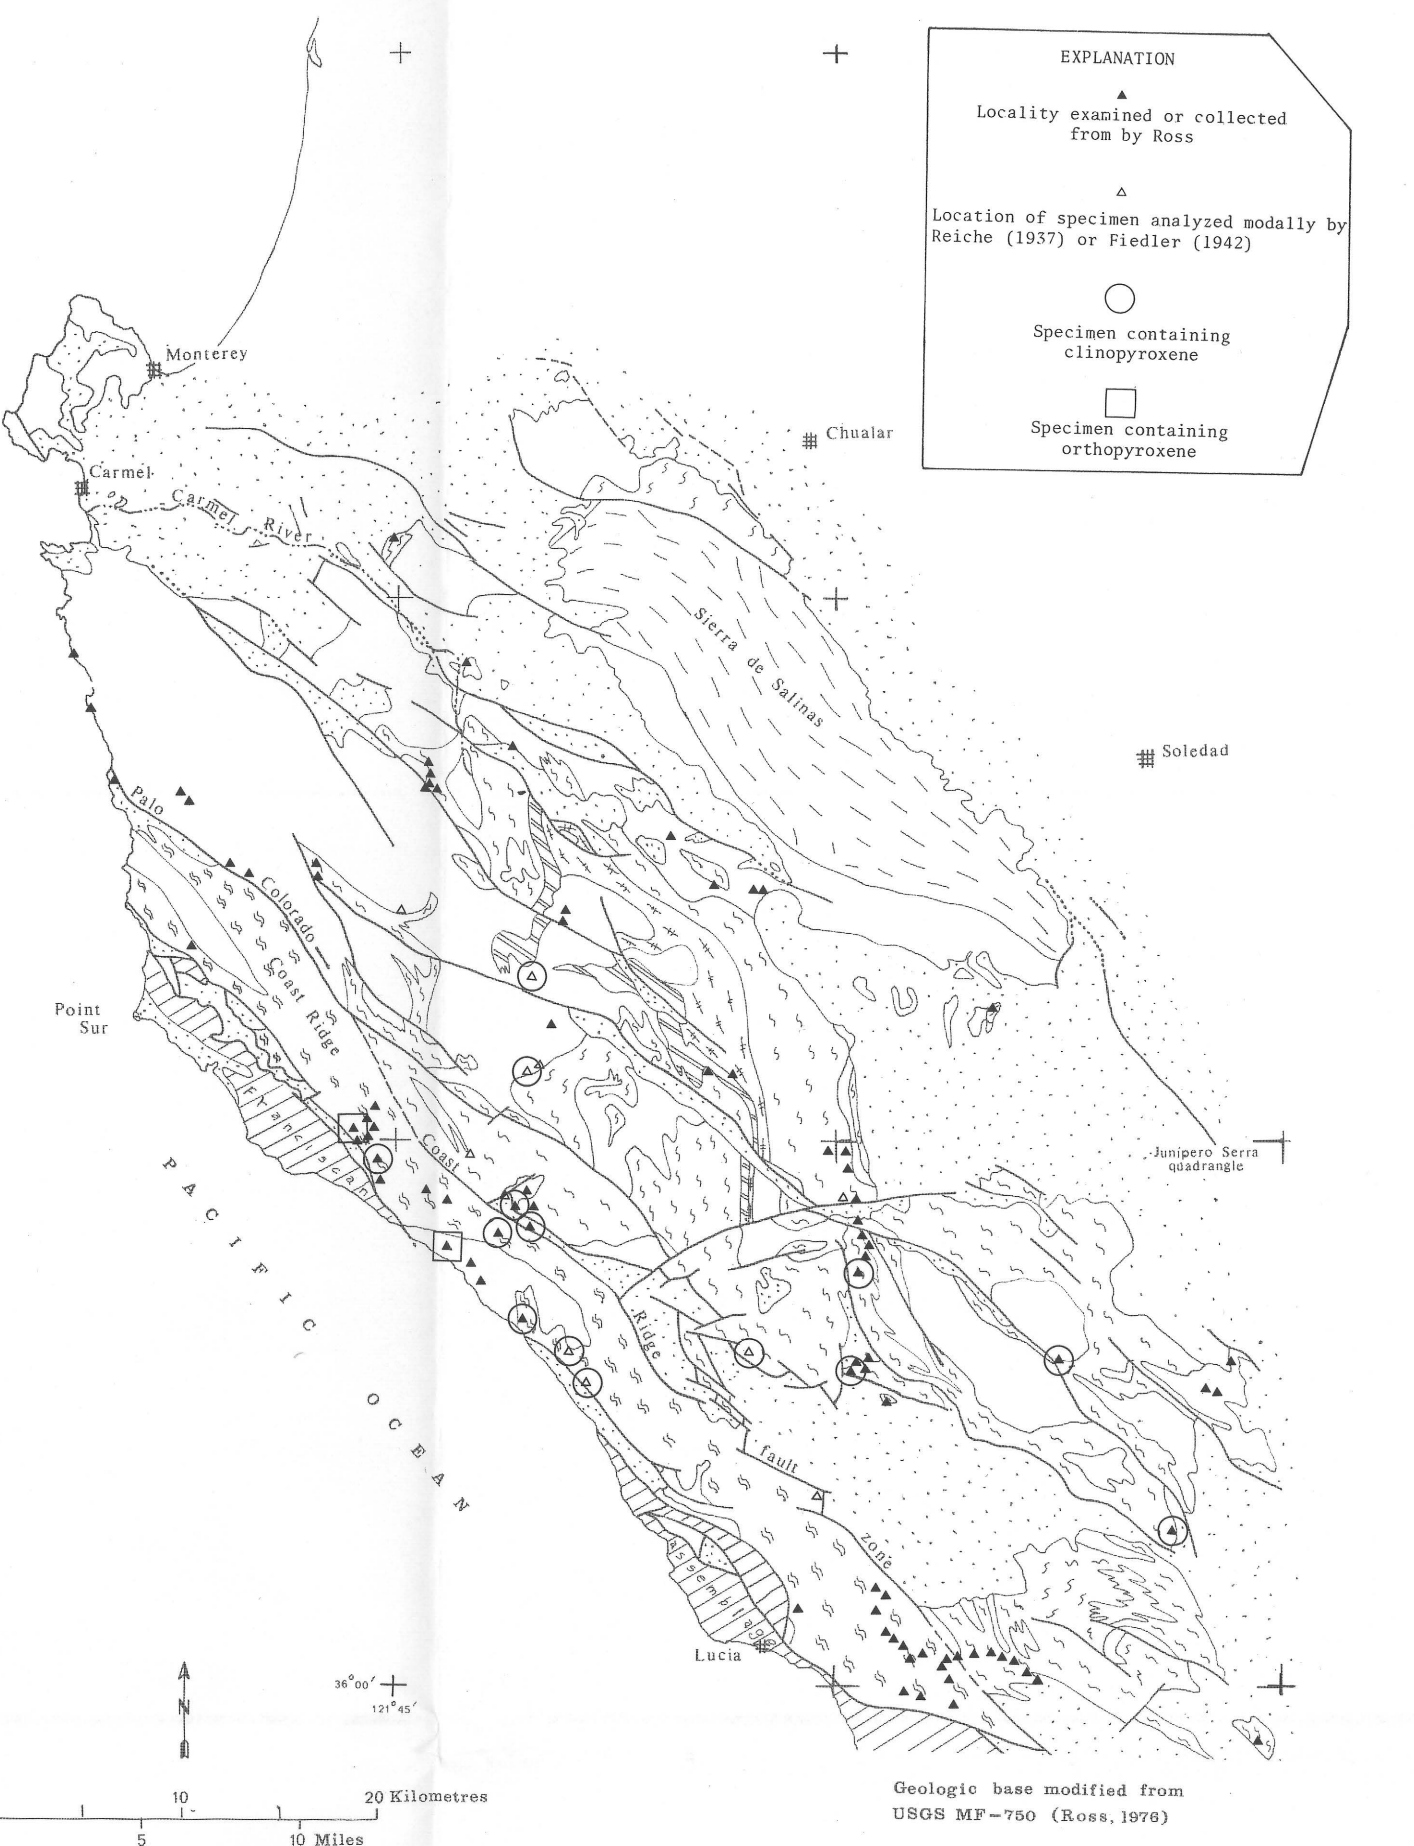 EXPLANATION
Locality examined or collected
from by Ross
Location of specimen analyzed modally by
Reiche (1937) or Fiedler (1942)
Specimen containing
clinopyroxene
Specimen containing
orthopyroxene
Monterey
Chualar
Carmel
Carmel River
Sierra de Salinas
Soledad
Palo
Colorado
Coast Ridge
Point
Sur
Franciscan
Coast
Junipero Serra
quadrangle
PACIFIC OCEAN
Ridge
fault
zone
assemblage
Lucia
36°00′
121°45′
N
10
20 Kilometres
5
10 Miles
Geologic base modified from
USGS MF-750 (Ross, 1976)